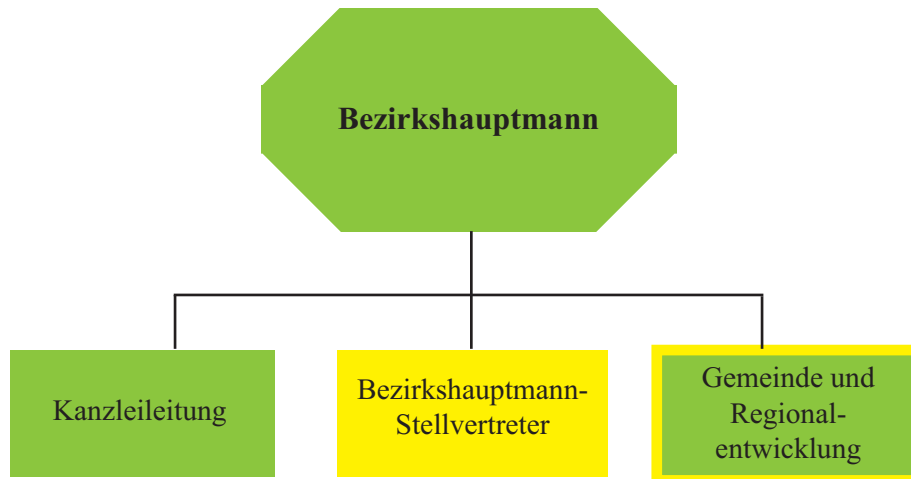 Bezirkshauptmann
Kanzleileitung
Bezirkshauptmann-
Stellvertreter
Gemeinde und
Regional-
entwicklung